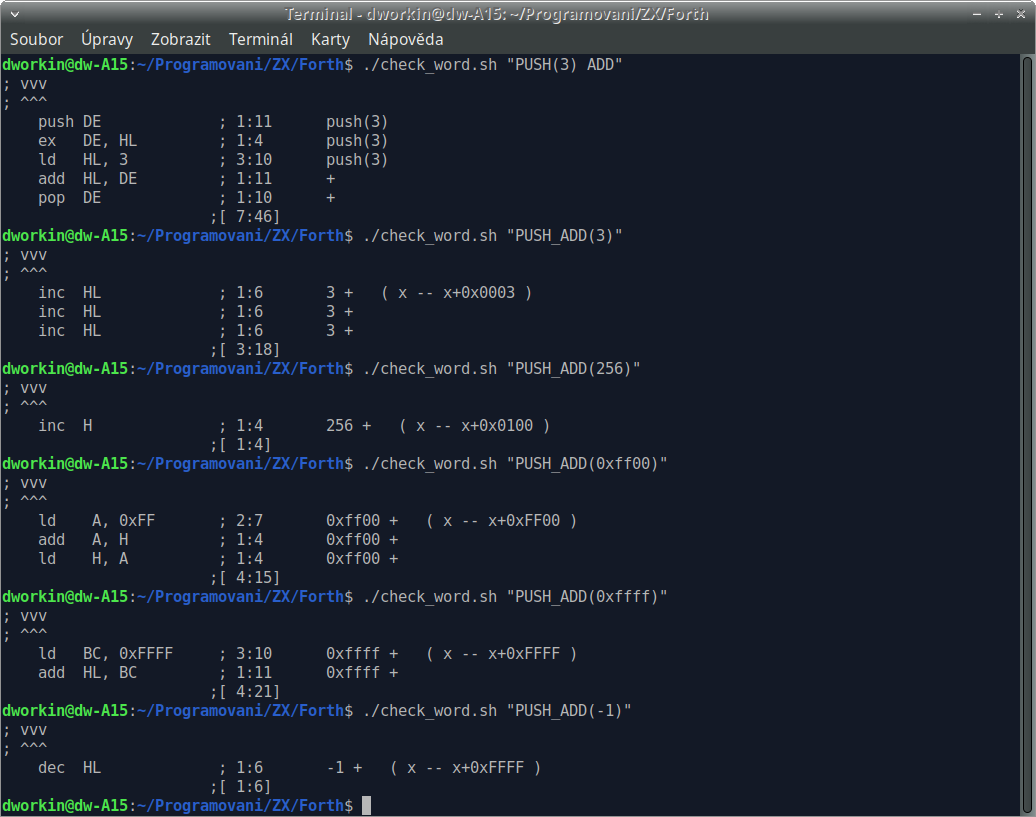 Terminal - dworkin@dw-A15: ~/Programovani/ZX/Forth
Soubor Úpravy Zobrazit Terminál Karty Nápověda
dworkin@dw-A15:~/Programovani/ZX/Forth$ ./check_word.sh "PUSH(3) ADD"
; vvv
; ^^^
    push DE             ; 1:11      push(3)
    ex   DE, HL         ; 1:4       push(3)
    ld   HL, 3          ; 3:10      push(3)
    add  HL, DE         ; 1:11      +
    pop  DE             ; 1:10      +
                       ;[ 7:46]
dworkin@dw-A15:~/Programovani/ZX/Forth$ ./check_word.sh "PUSH_ADD(3)"
; vvv
; ^^^
    inc  HL             ; 1:6       3 +   ( x -- x+0x0003 )
    inc  HL             ; 1:6       3 +
    inc  HL             ; 1:6       3 +
                       ;[ 3:18]
dworkin@dw-A15:~/Programovani/ZX/Forth$ ./check_word.sh "PUSH_ADD(256)"
; vvv
; ^^^
    inc  H              ; 1:4       256 +   ( x -- x+0x0100 )
                       ;[ 1:4]
dworkin@dw-A15:~/Programovani/ZX/Forth$ ./check_word.sh "PUSH_ADD(0xff00)"
; vvv
; ^^^
    ld    A, 0xFF       ; 2:7       0xff00 +   ( x -- x+0xFF00 )
    add   A, H          ; 1:4       0xff00 +
    ld    H, A          ; 1:4       0xff00 +
                       ;[ 4:15]
dworkin@dw-A15:~/Programovani/ZX/Forth$ ./check_word.sh "PUSH_ADD(0xffff)"
; vvv
; ^^^
    ld   BC, 0xFFFF     ; 3:10      0xffff +   ( x -- x+0xFFFF )
    add  HL, BC         ; 1:11      0xffff +
                       ;[ 4:21]
dworkin@dw-A15:~/Programovani/ZX/Forth$ ./check_word.sh "PUSH_ADD(-1)"
; vvv
; ^^^
    dec  HL             ; 1:6       -1 +   ( x -- x+0xFFFF )
                       ;[ 1:6]
dworkin@dw-A15:~/Programovani/ZX/Forth$